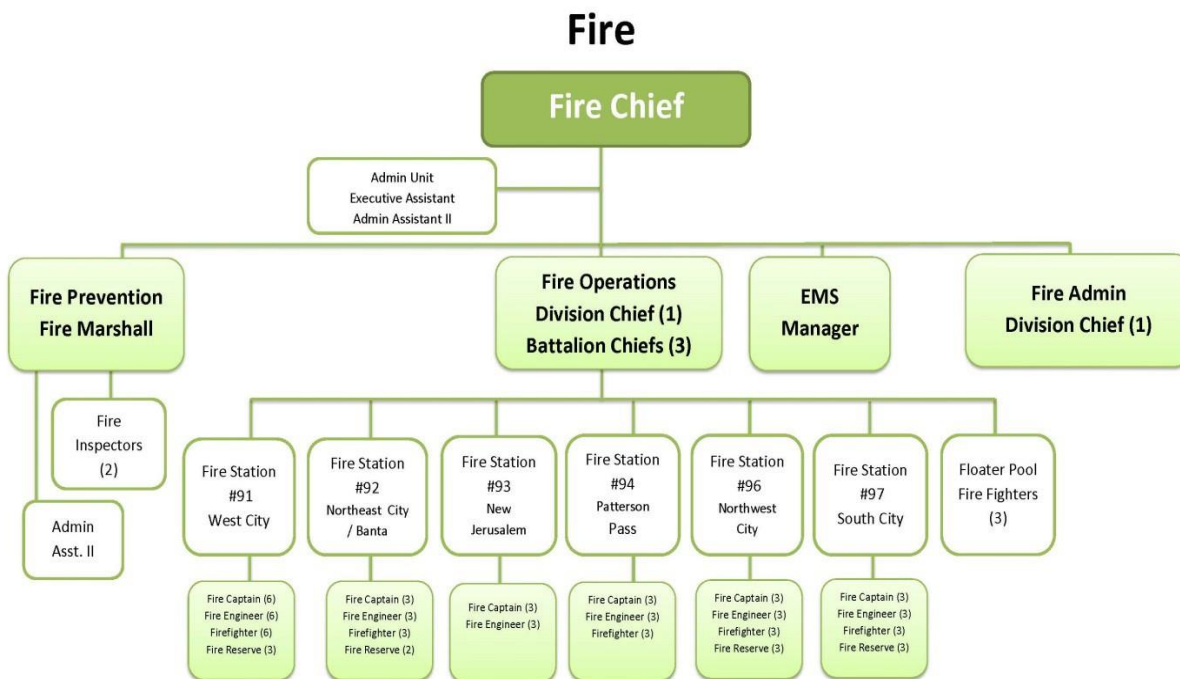 Fire
Fire Chief
Admin Unit
Executive Assistant
Admin Assistant II
Fire Prevention
Fire Marshall
Fire Operations
Division Chief (1)
Battalion Chiefs (3)
EMS
Manager
Fire Admin
Division Chief (1)
Fire
Inspectors
(2)
Admin
Asst. II
Fire Station
#91
West City
Fire Station
#92
Northeast City
/ Banta
Fire Station
#93
New
Jerusalem
Fire Station
#94
Patterson
Pass
Fire Station
#96
Northwest
City
Fire Station
#97
South City
Floater Pool
Fire Fighters
(3)
Fire Captain (6)
Fire Engineer (6)
Firefighter (6)
Fire Reserve (3)
Fire Captain (3)
Fire Engineer (3)
Firefighter (3)
Fire Reserve (2)
Fire Captain (3)
Fire Engineer (3)
Fire Captain (3)
Fire Engineer (3)
Firefighter (3)
Fire Captain (3)
Fire Engineer (3)
Firefighter (3)
Fire Reserve (3)
Fire Captain (3)
Fire Engineer (3)
Firefighter (3)
Fire Reserve (3)